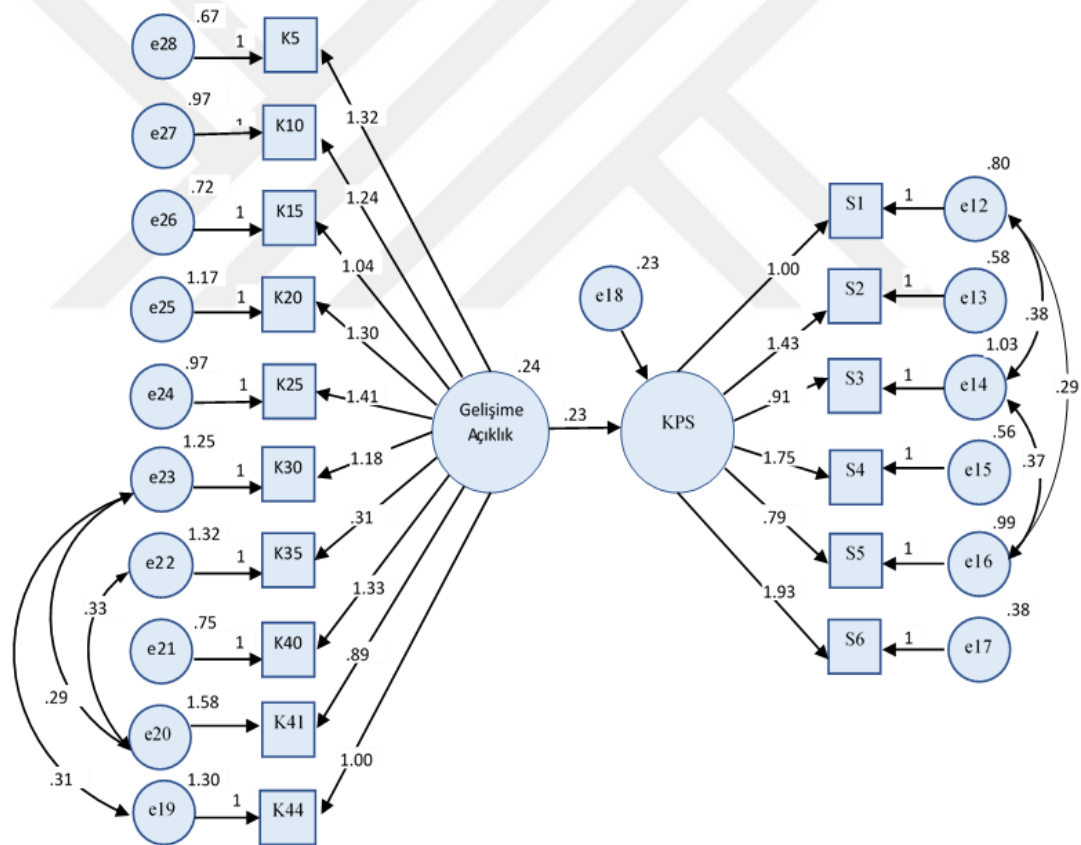 .67
e28 1 K5
.97
e27 1 K10
.72
e26 1 K15
1.17
e25 1 K20
.97
e24 1 K25
1.25
e23 1 K30
1.32
e22 1 K35
.75
e21 1 K40
1.58
e20 K41
1.30
e19 1 K44
.33
.29
.31
1.32
1.24
1.04
1.30
1.41
1.18
.31
1.33
.89
1.00
.24
Gelişime
Açıklık
.23
.23
e18
KPS
1.00
1.43
.91
1.75
.79
1.93
.80
S1 1 e12
.58
S2 1 e13
1.03
S3 1 e14
.56
S4 1 e15
.99
S5 1 e16
.38
S6 1 e17
.38
.29
.37